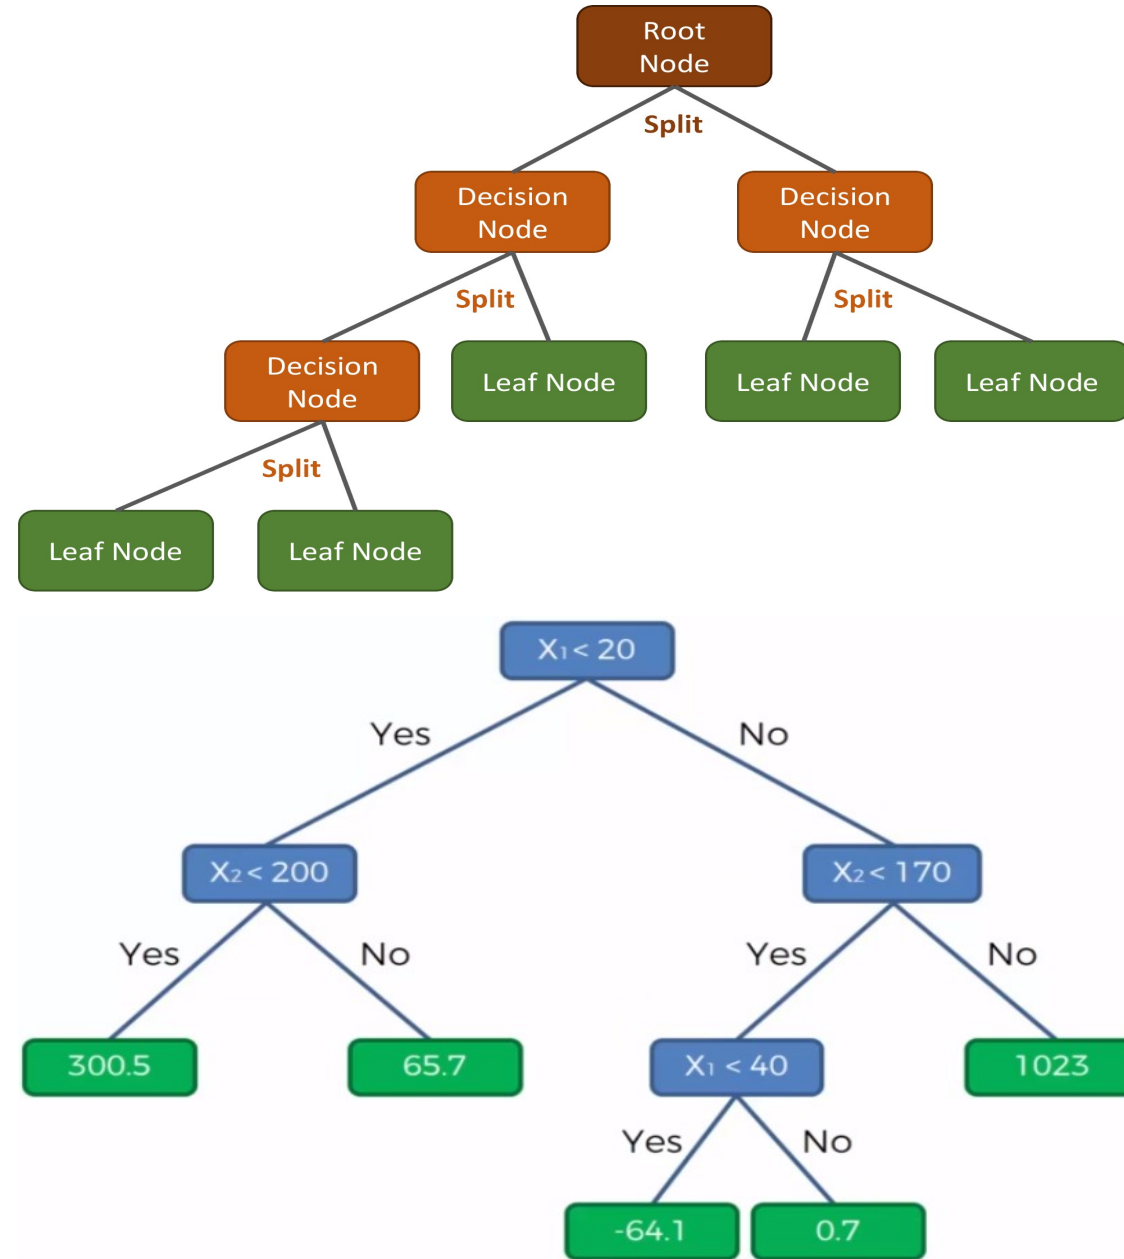 Root
Node
Split
Decision
Node
Decision
Node
Split
Split
Decision
Node
Leaf Node
Leaf Node
Leaf Node
Split
Leaf Node
Leaf Node
X₁ < 20
Yes
No
X₂ < 200
X₂ < 170
Yes
No
Yes
No
300.5
65.7
X₁ < 40
1023
Yes
No
-64.1
0.7